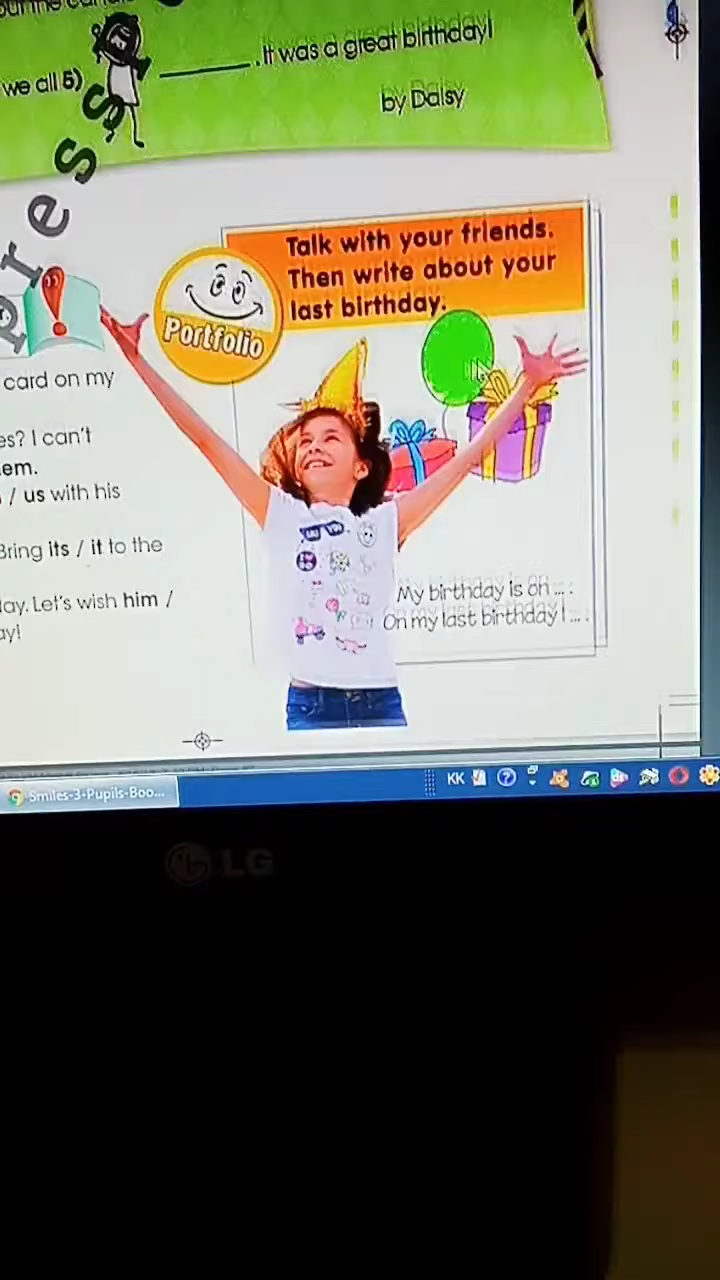 . It was a great birthday!
we all 5)
by Daisy
press
Talk with your friends.
Then write about your
last birthday.
Portfolio
card on my
es? I can't
em.
/ us with his
Bring its / it to the
day. Let's wish him /
ay!
My birthday is on ... .
On my last birthday I ... .
KK
Smiles-3-Pupils-Boo...
LG